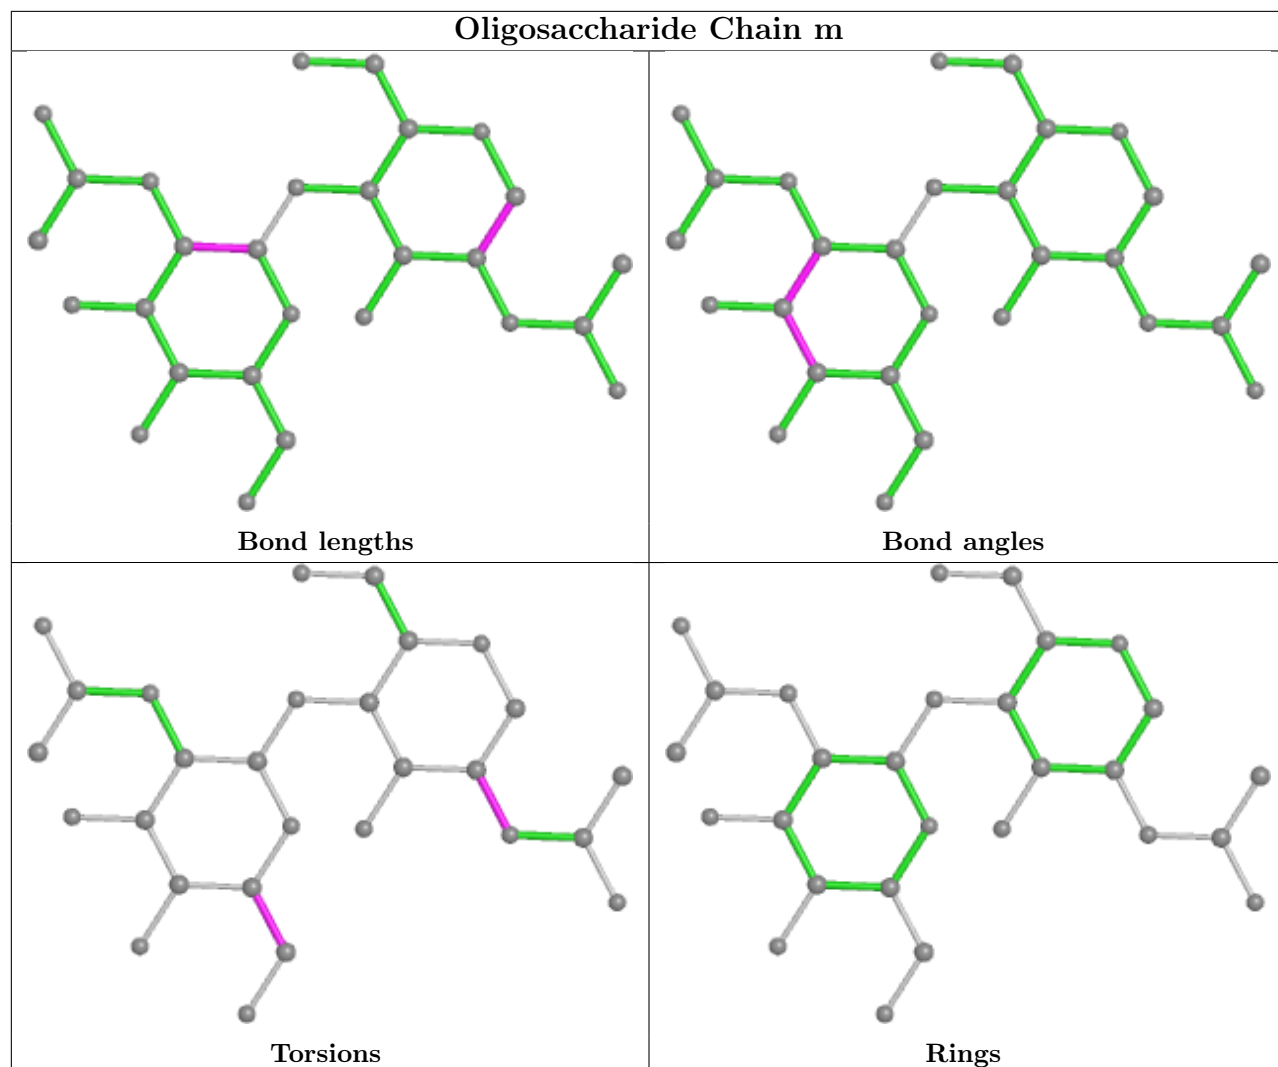 Oligosaccharide Chain m
Bond lengths
Bond angles
Torsions
Rings